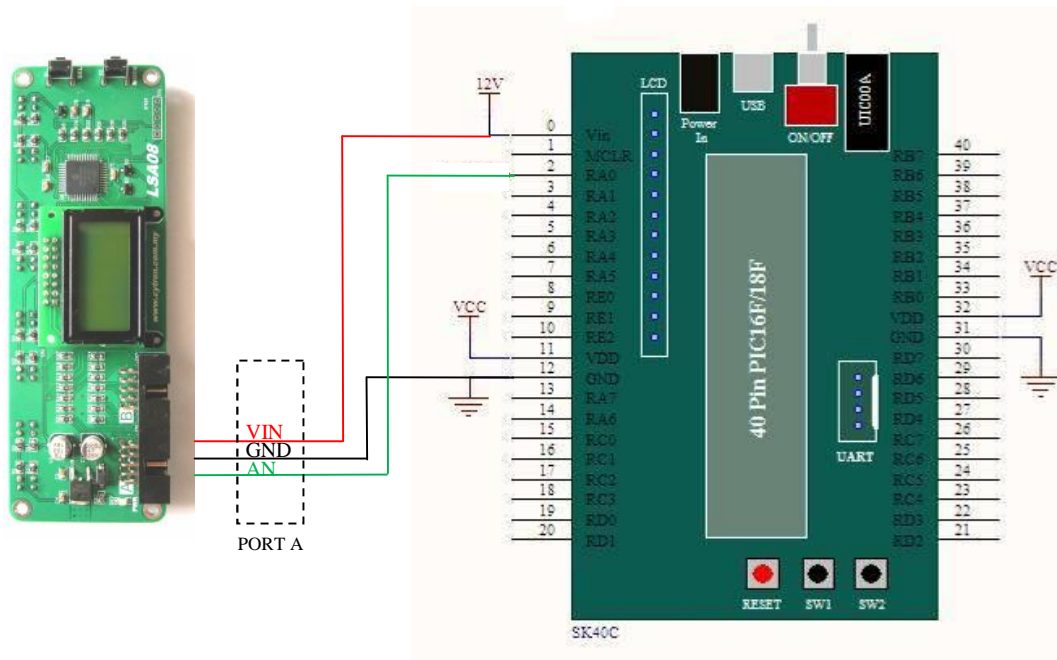 LSA08
www.cytron.com.my
B
A
VIN
GND
AN
PORT A
12V
VCC
LCD
Power
In
USB
ON/OFF
UIC00A
0 Vin
1 MCLR
2 RA0
3 RA1
4 RA2
5 RA3
6 RA4
7 RA5
8 RE0
9 RE1
10 RE2
11 VDD
12 GND
13 RA7
14 RA6
15 RC0
16 RC1
17 RC2
18 RC3
19 RD0
20 RD1
40 Pin PIC16F/18F
RB7 40
RB6 39
RB5 38
RB4 37
RB3 36
RB2 35
RB1 34
RB0 33
VDD 32
GND 31
RD7 30
RD6 29
RD5 28
RD4 27
RC7 26
RC6 25
RC5 24
RC4 23
RD3 22
RD2 21
VCC
UART
RESET SW1 SW2
SK40C